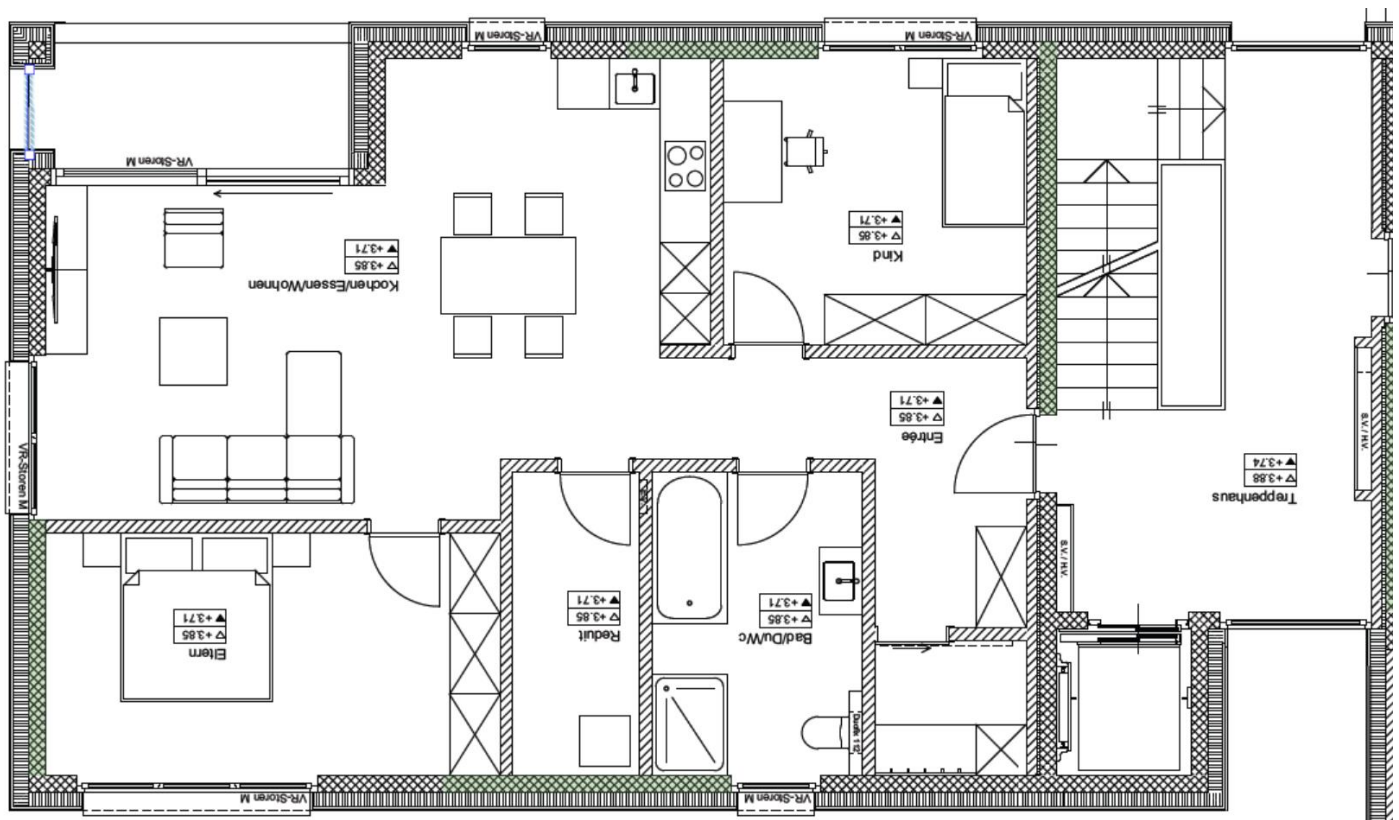 VR-Storen M
VR-Storen M
Treppenhaus
+3.88
+3.74
S.V./H.V.
S.V./H.V.
Duofix 112
Bad/Du/Wc
+3.85
+3.71
Reduit
+3.85
+3.71
Eltern
+3.85
+3.71
VR-Storen M
Entrée
+3.85
+3.71
Kochen/Essen/Wohnen
+3.85
+3.71
Kind
+3.85
+3.71
VR-Storen M
VR-Storen M
VR-Storen M